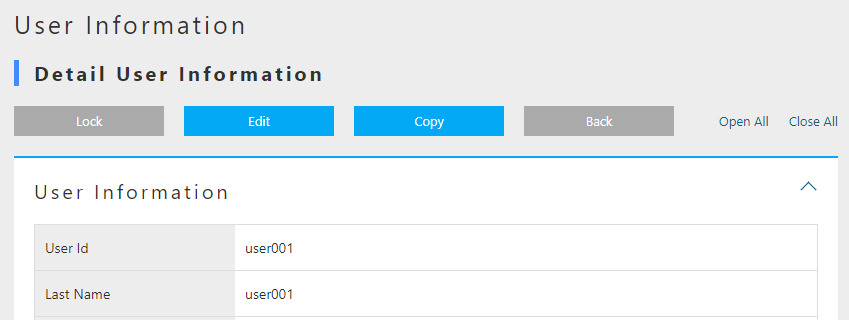 User Information
Detail User Information
Lock Edit Copy Back Open All Close All
User Information
User Id user001
Last Name user001